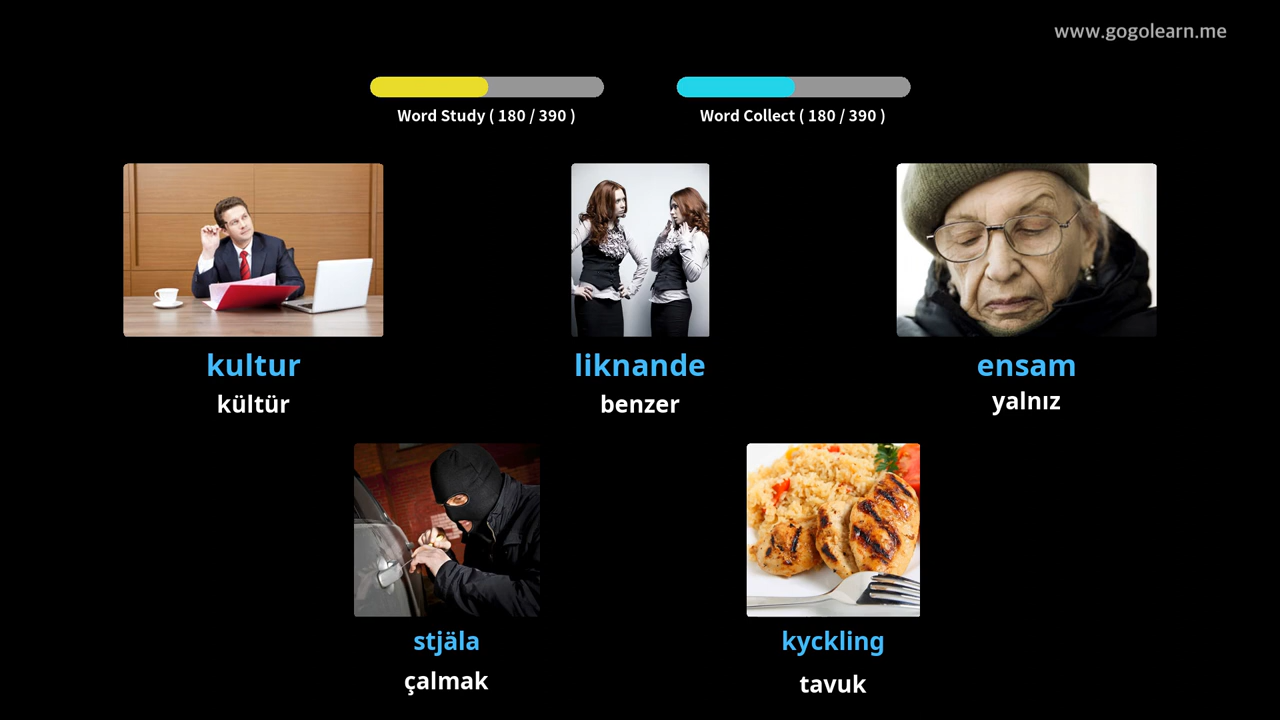 www.gogolearn.me
Word Study ( 180 / 390 )
Word Collect ( 180 / 390 )
kultur
kültür
liknande
benzer
ensam
yalnız
stjäla
çalmak
kyckling
tavuk